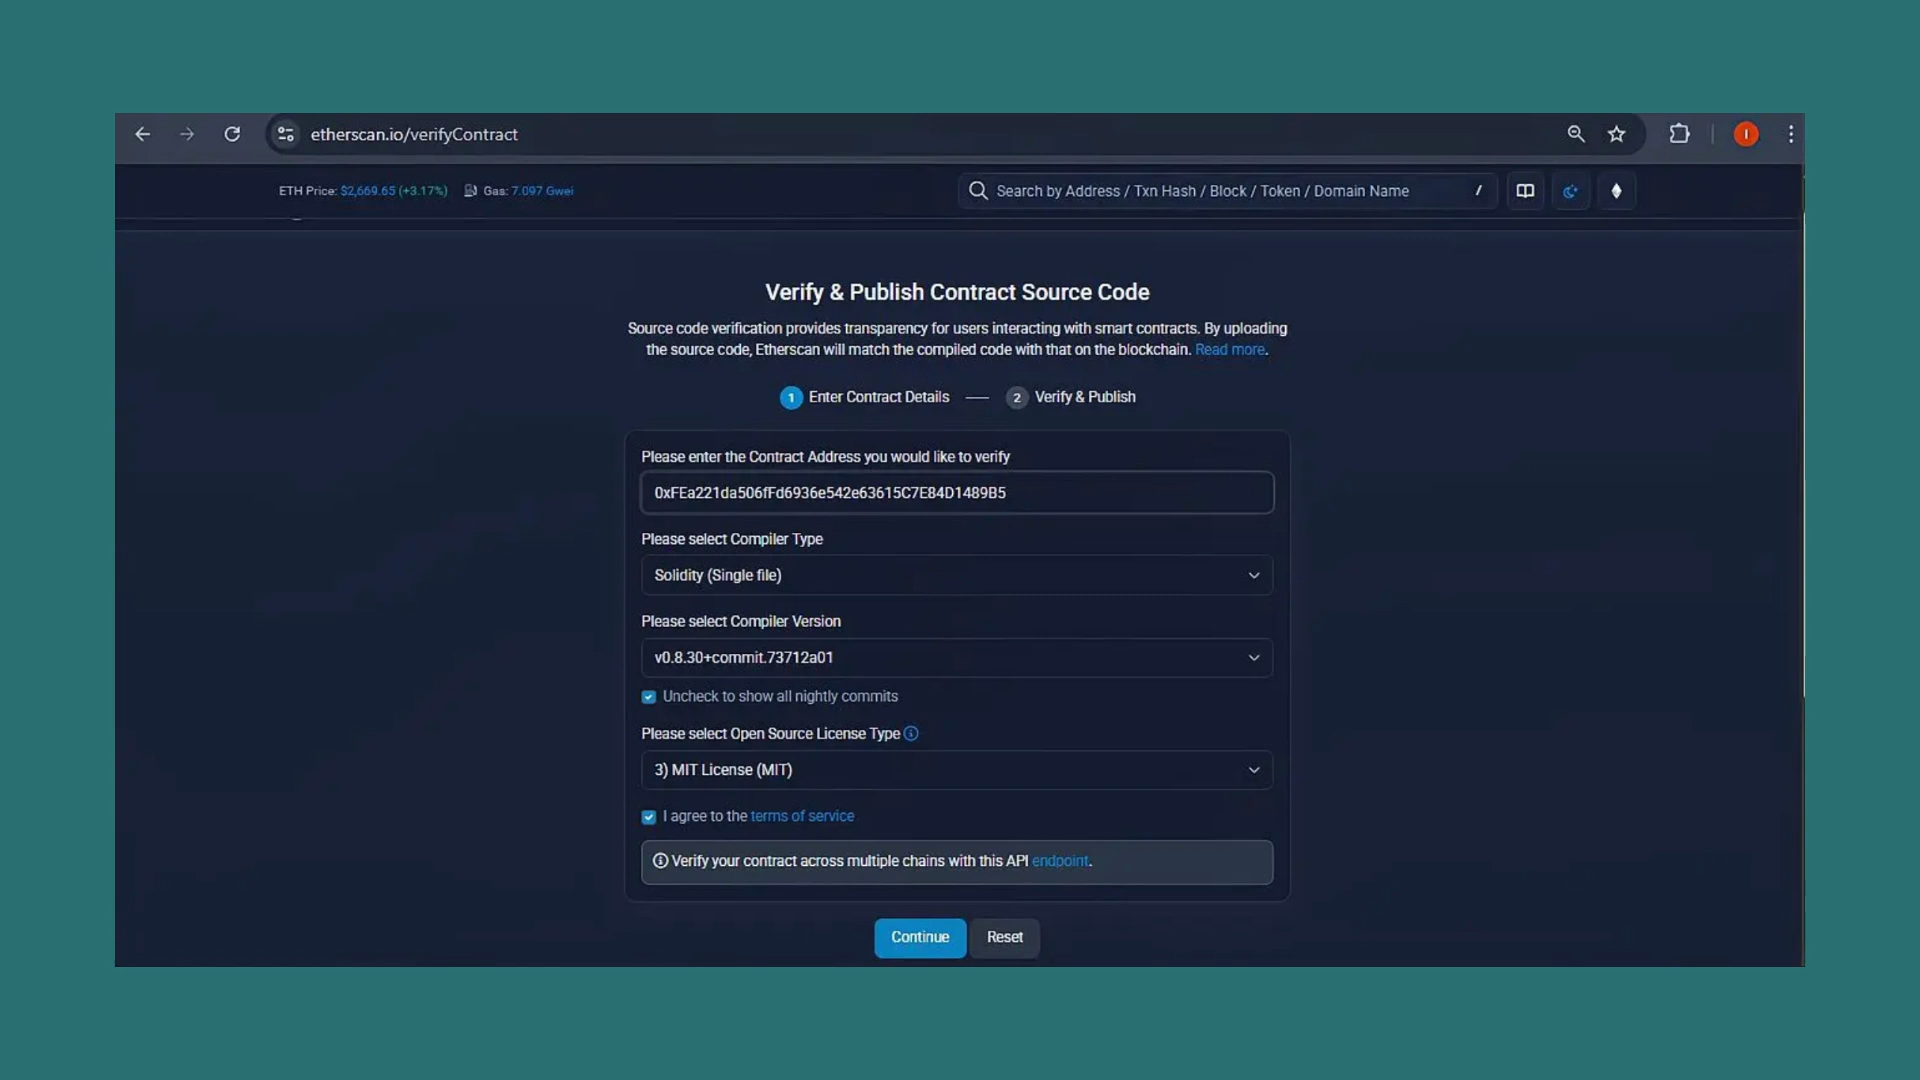 etherscan.io/verifyContract
I
ETH Price: $2,669.65 (+3.17%) Gas: 7.097 Gwei
Search by Address / Txn Hash / Block / Token / Domain Name /
Verify & Publish Contract Source Code
Source code verification provides transparency for users interacting with smart contracts. By uploading
the source code, Etherscan will match the compiled code with that on the blockchain. Read more.
1 Enter Contract Details — 2 Verify & Publish
Please enter the Contract Address you would like to verify
0xFEa221da506fFd6936e542e63615C7E84D1489B5
Please select Compiler Type
Solidity (Single file)
Please select Compiler Version
v0.8.30+commit.73712a01
Uncheck to show all nightly commits
Please select Open Source License Type
3) MIT License (MIT)
I agree to the terms of service
Verify your contract across multiple chains with this API endpoint.
Continue Reset